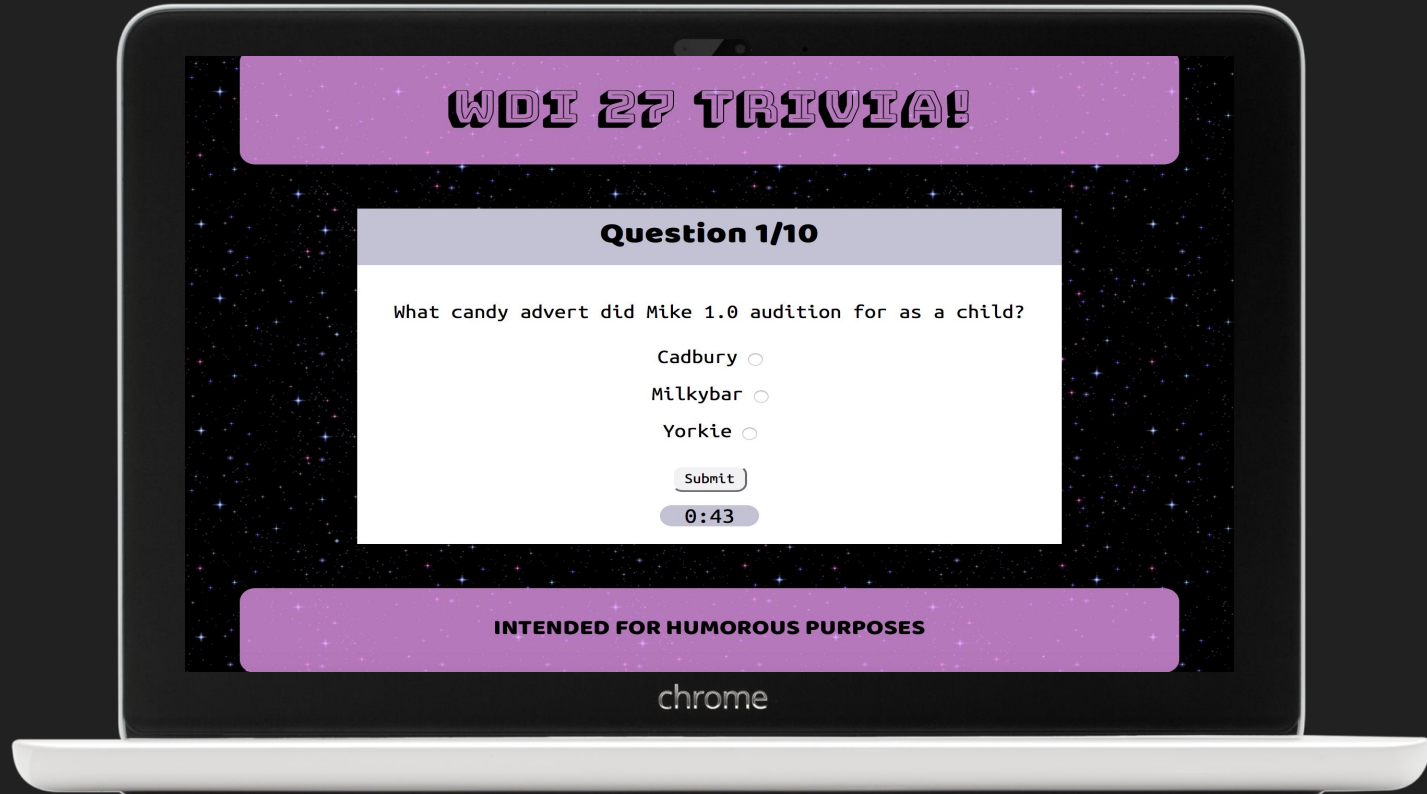 WDI 27 TRIVIA!
Question 1/10
What candy advert did Mike 1.0 audition for as a child?
Cadbury
Milkybar
Yorkie
Submit
0:43
INTENDED FOR HUMOROUS PURPOSES
chrome